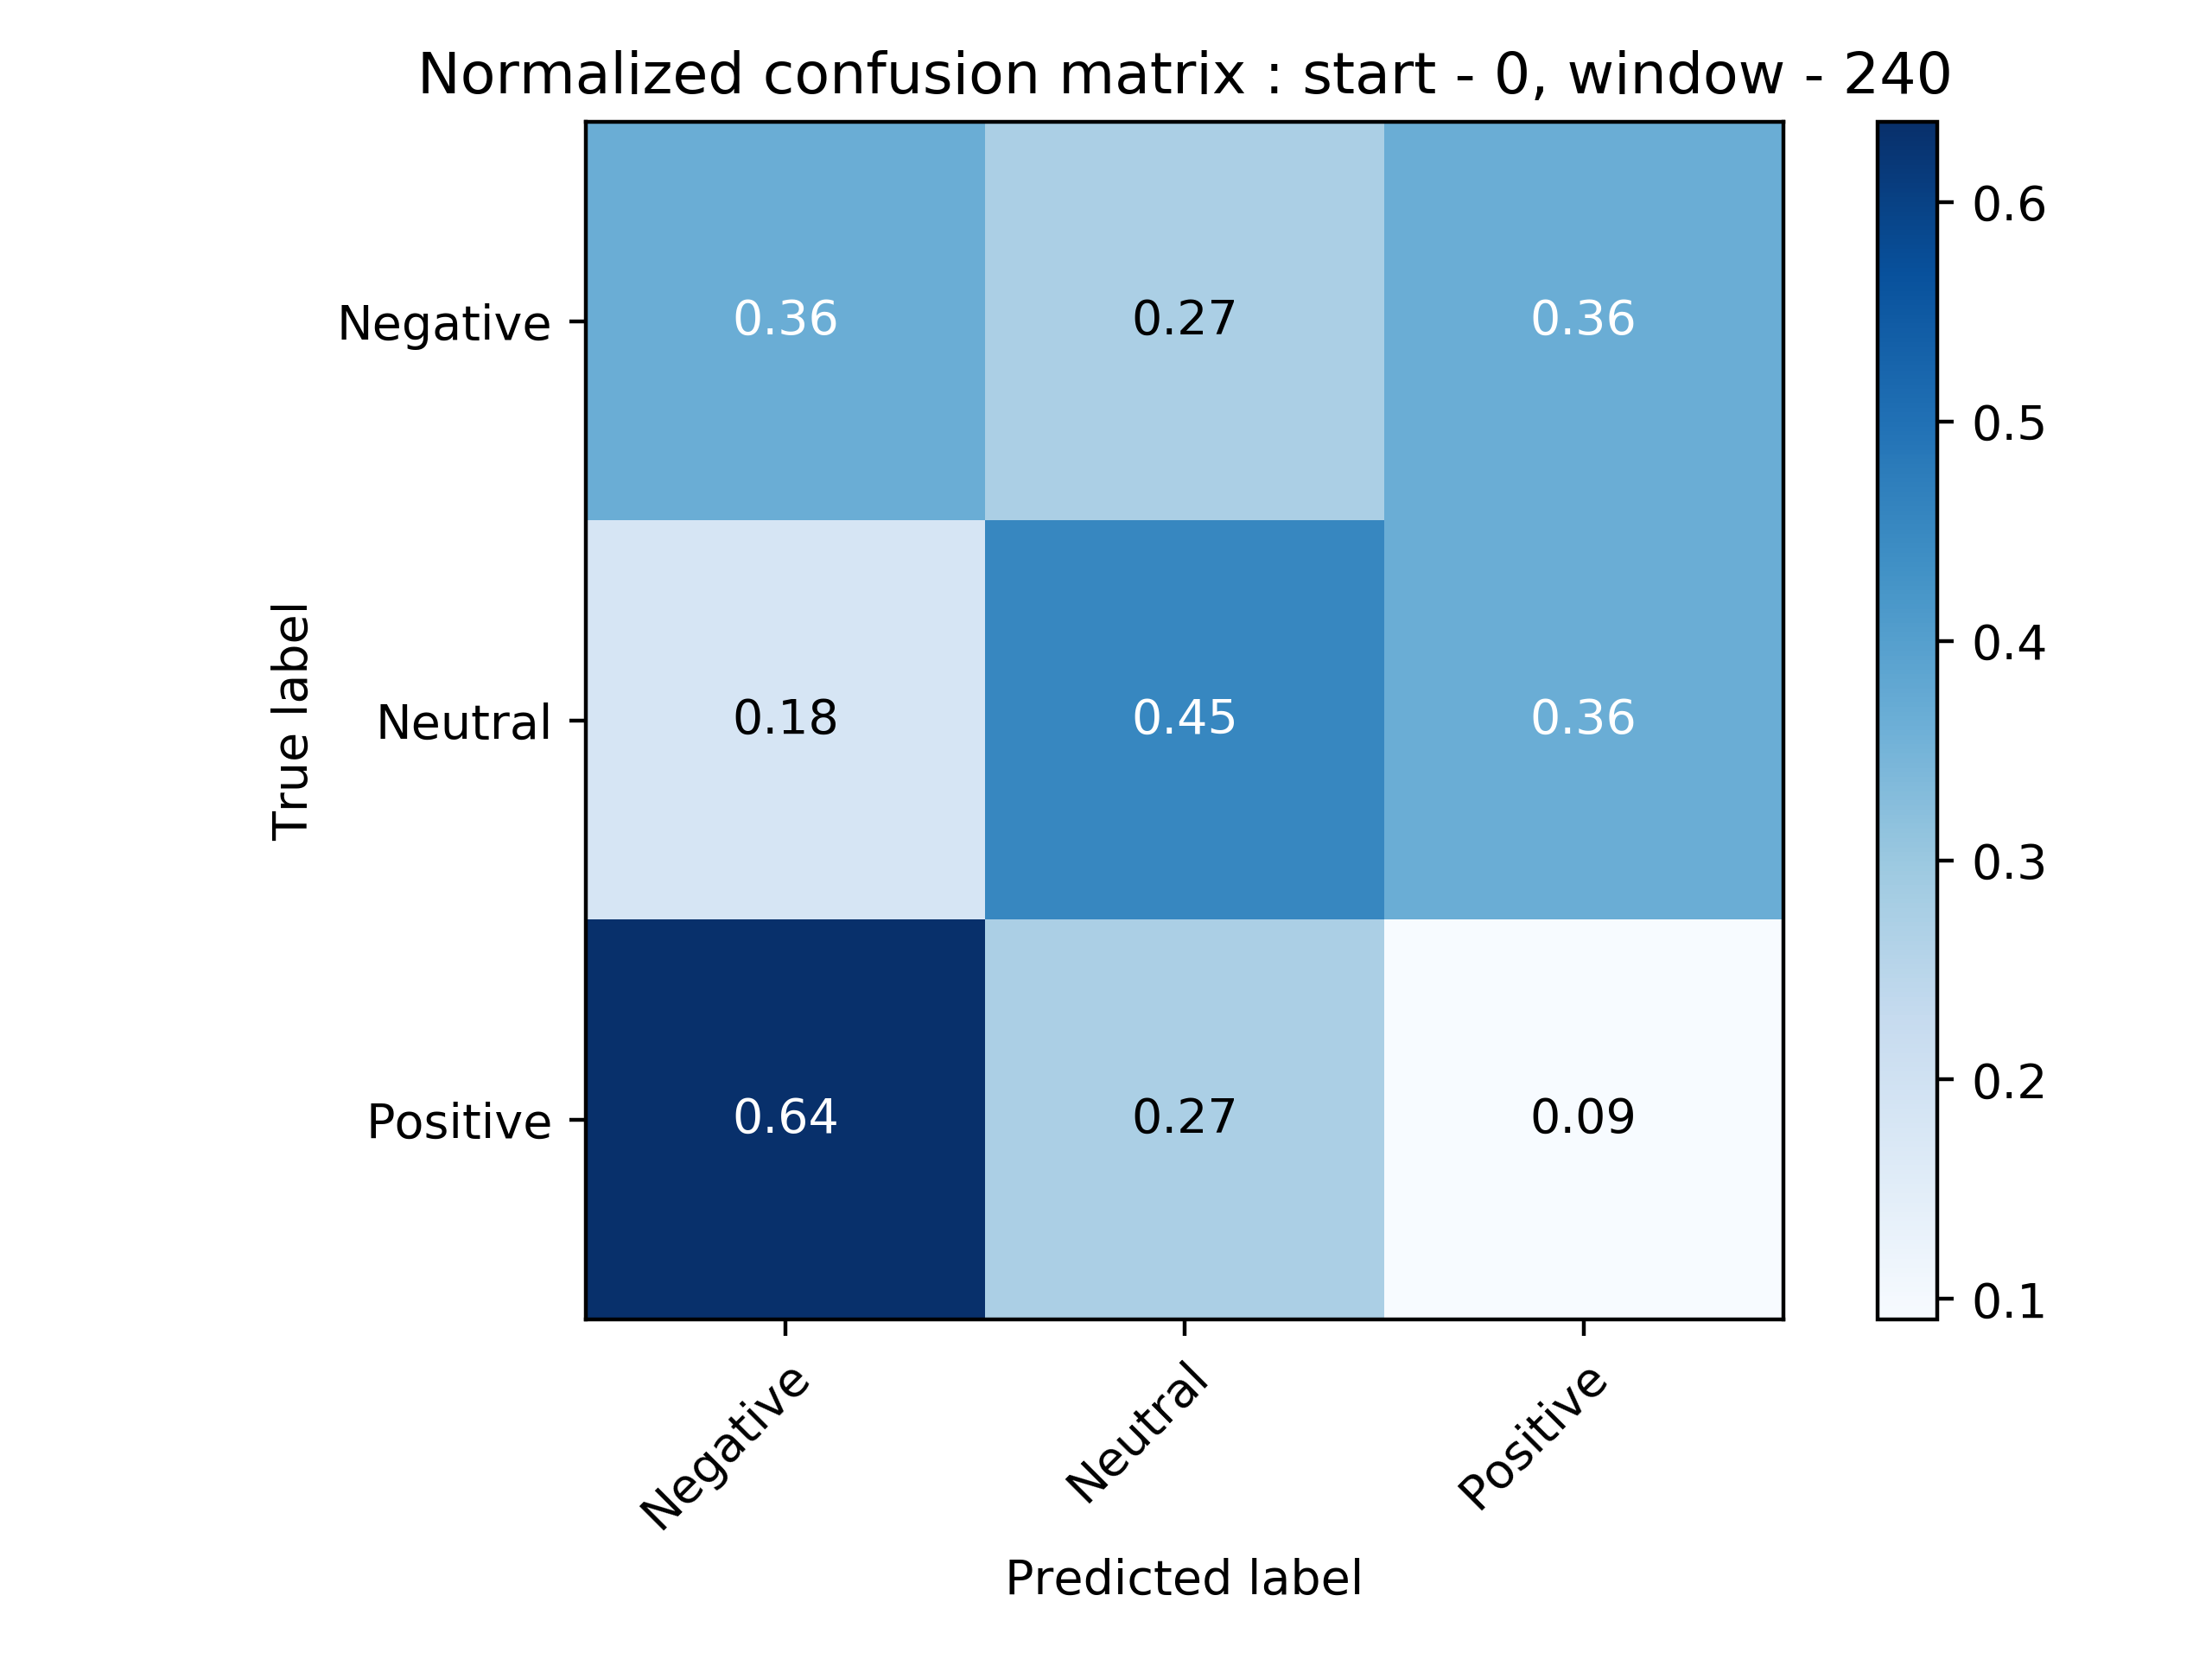 Normalized confusion matrix : start - 0, window - 240
Negative 0.36 0.27 0.36
Neutral 0.18 0.45 0.36
Positive 0.64 0.27 0.09
True label
Negative Neutral Positive
Predicted label
0.6
0.5
0.4
0.3
0.2
0.1